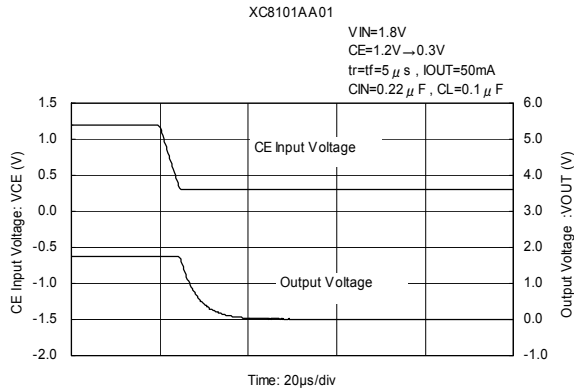 XC8101AA01
VIN=1.8V
CE=1.2V→0.3V
tr=tf=5μs , IOUT=50mA
CIN=0.22μF , CL=0.1μF
CE Input Voltage: VCE (V)
1.5
1.0
0.5
0.0
-0.5
-1.0
-1.5
-2.0
CE Input Voltage
Output Voltage
6.0
5.0
4.0
3.0
2.0
1.0
0.0
-1.0
Output Voltage :VOUT (V)
Time: 20μs/div